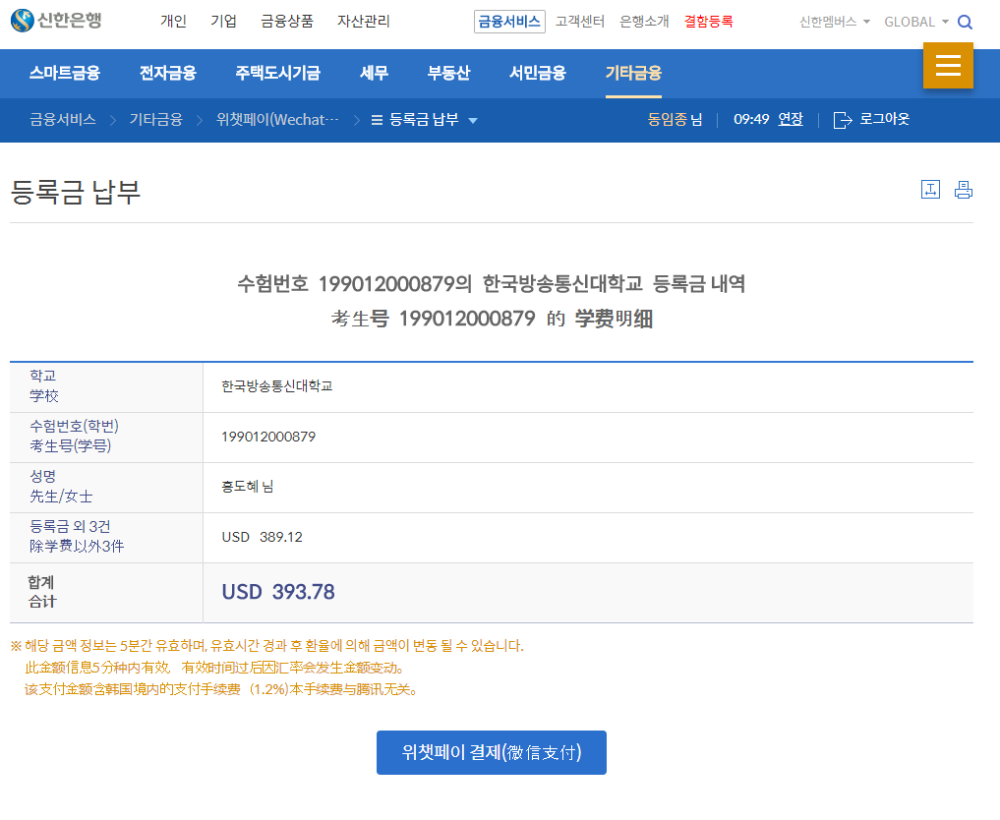 신한은행
개인 기업 금융상품 자산관리 금융서비스 고객센터 은행소개 결함등록 신한멤버스 GLOBAL
스마트금융 전자금융 주택도시기금 세무 부동산 서민금융 기타금융
금융서비스 기타금융 위챗페이(Wechat··· 등록금 납부 동임종 님 09:49 연장 로그아웃
등록금 납부
수험번호 199012000879의 한국방송통신대학교 등록금 내역
考生号 199012000879 的 学费明细
학교
学校
한국방송통신대학교
수험번호(학번)
考生号(学号)
199012000879
성명
先生/女士
홍도혜 님
등록금 외 3건
除学费以外3件
USD 389.12
합계
合计
USD 393.78
※ 해당 금액 정보는 5분간 유효하며, 유효시간 경과 후 환율에 의해 금액이 변동 될 수 있습니다.
此金额信息5分种内有效, 有效时间过后因汇率会发生金额变动。
该支付金额含韩国境内的支付手续费（1.2%)本手续费与腾讯无关。
위챗페이 결제(微信支付)